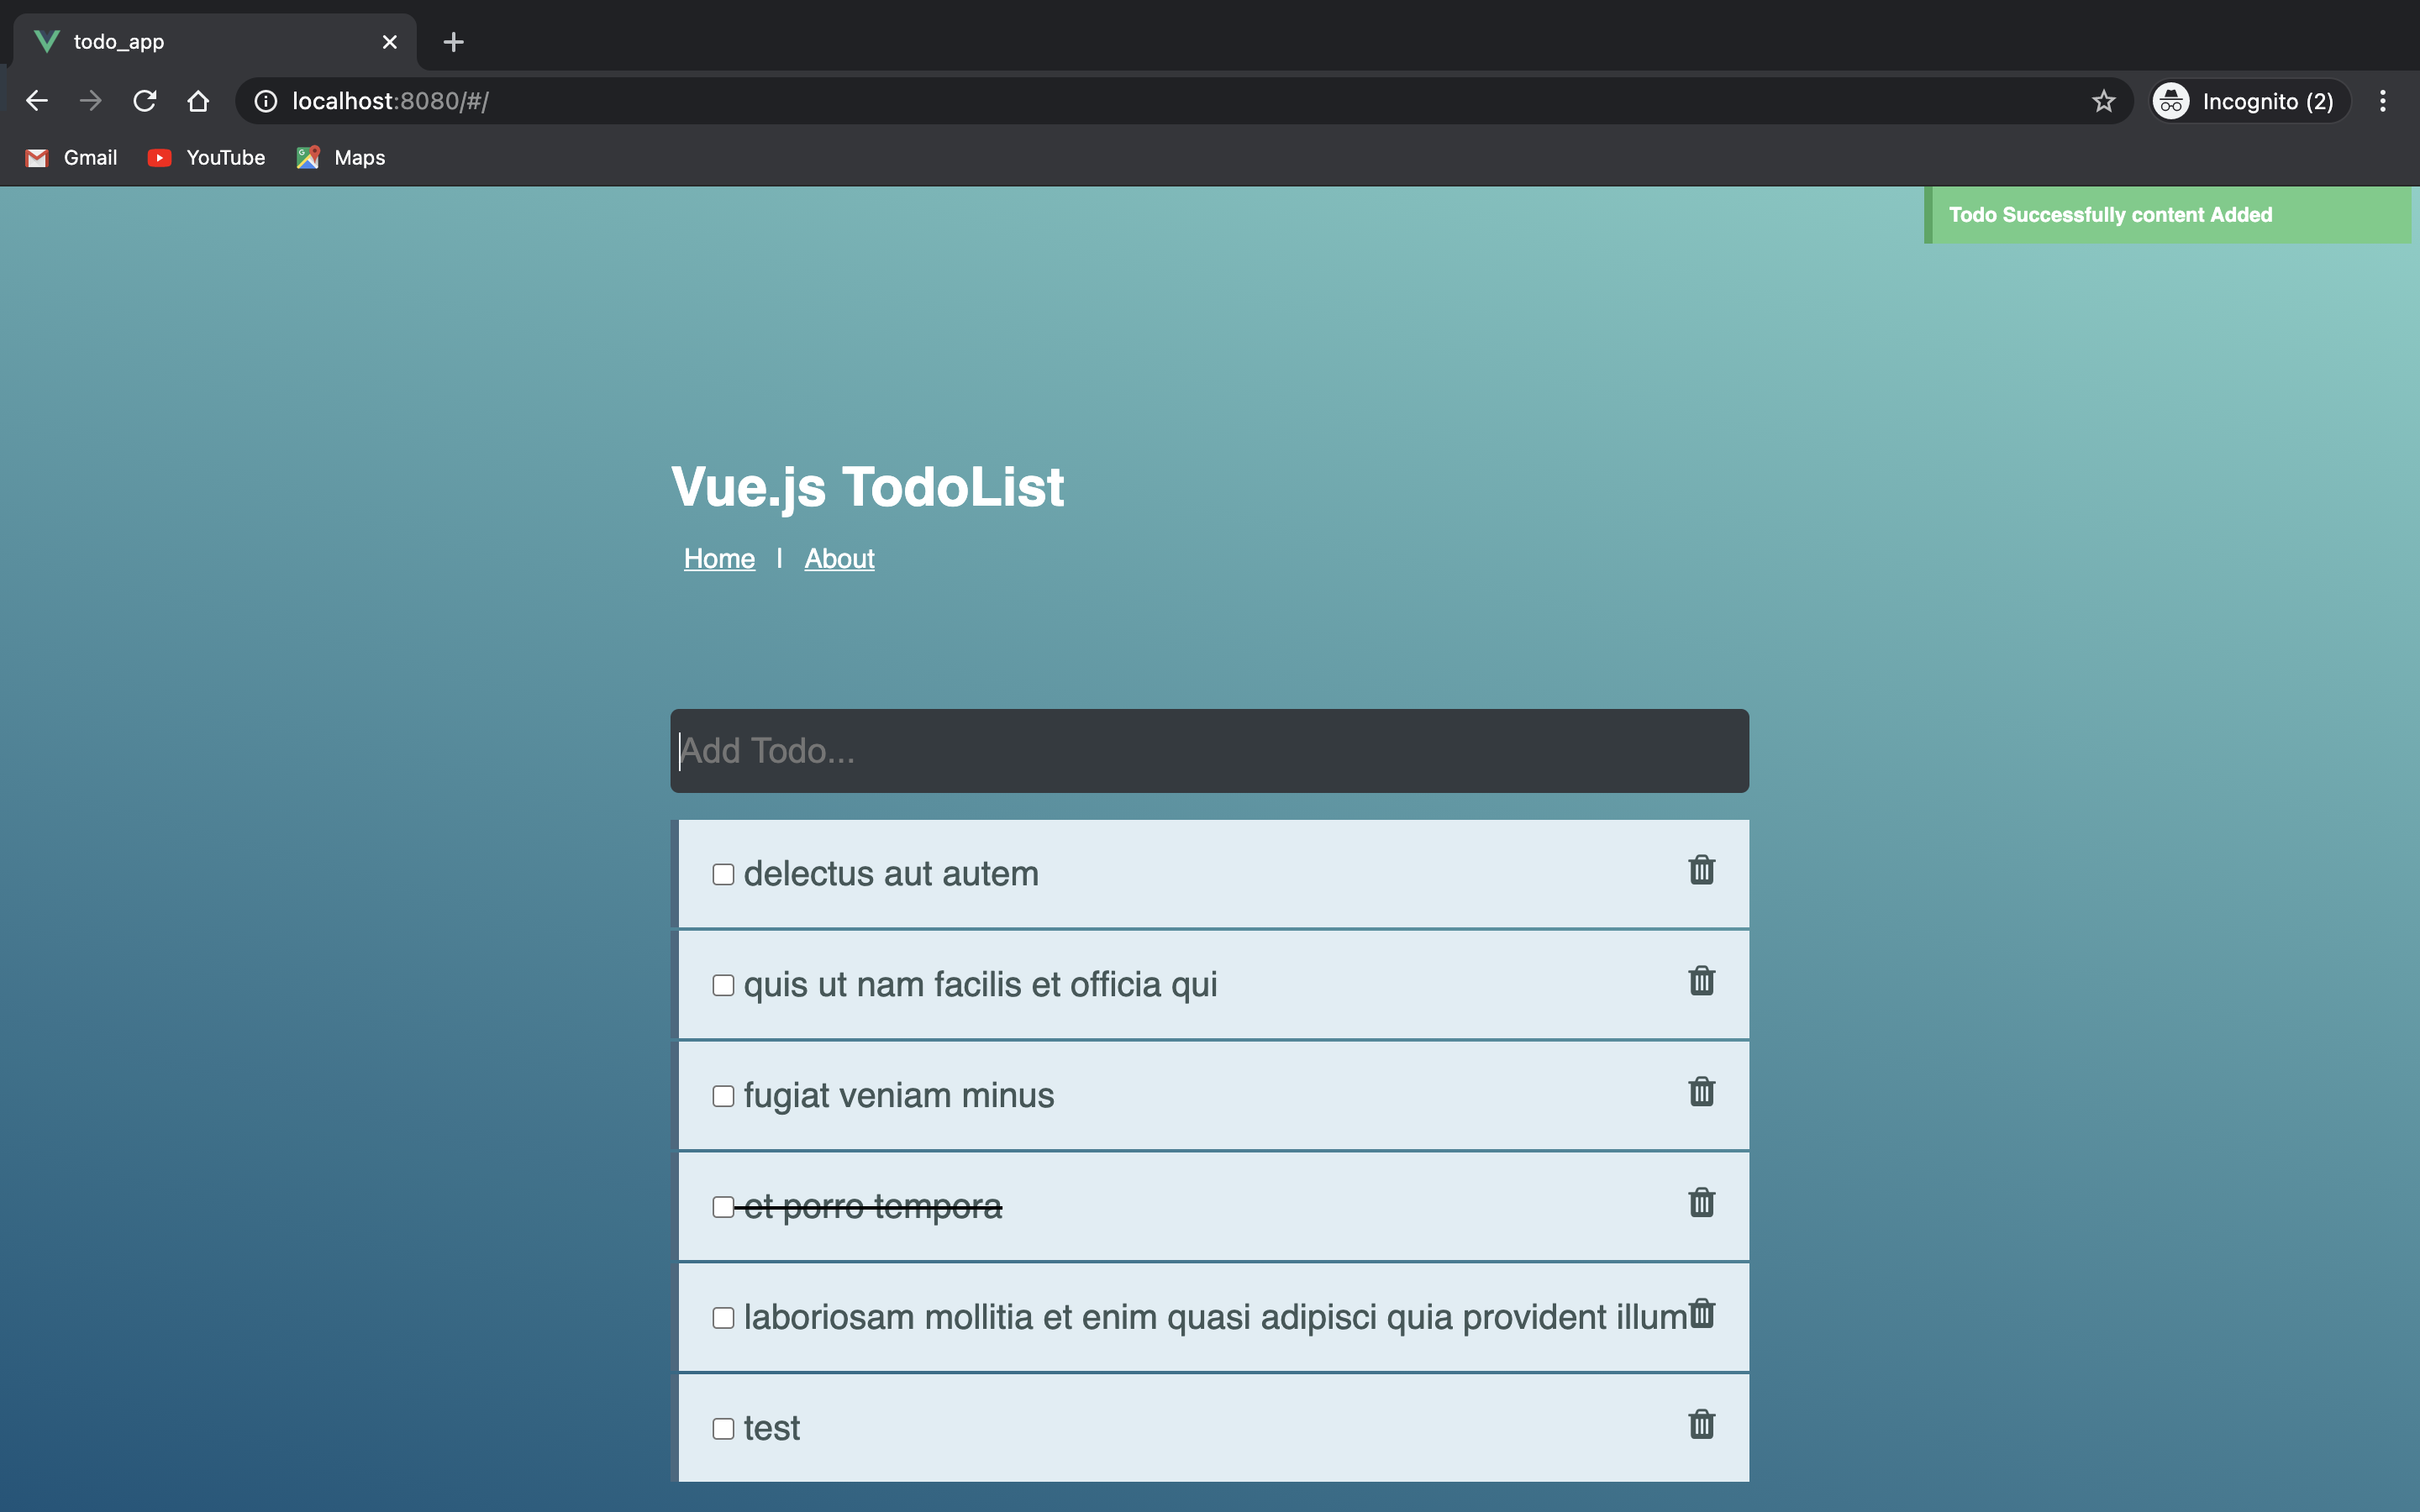 todo_app
localhost:8080/#/
Incognito (2)
Gmail YouTube Maps
Todo Successfully content Added
Vue.js TodoList
Home | About
Add Todo...
delectus aut autem
quis ut nam facilis et officia qui
fugiat veniam minus
et porro tempora
laboriosam mollitia et enim quasi adipisci quia provident illum
test